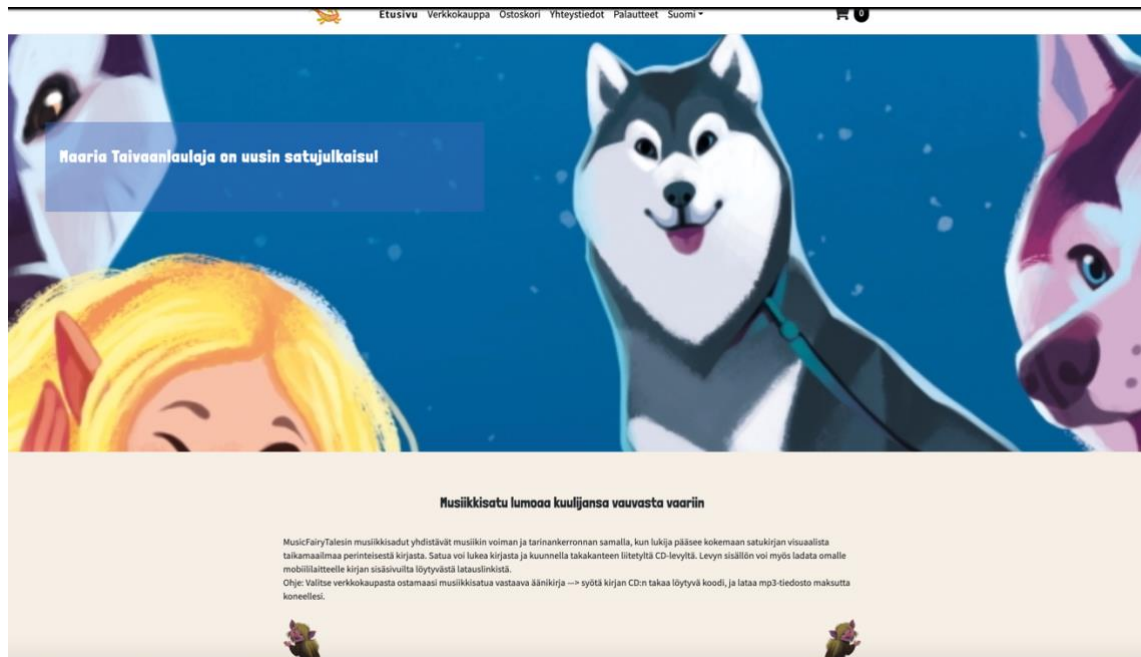 Etusivu Verkkokauppa Ostoskori Yhteystiedot Palautteet Suomi
0
Maaria Taivaanlaulaja on uusin satujulkaisu!
Musiikkisatu lumoaa kuulijansa vauvasta vaariin
MusicFairyTalesin musiikkisadut yhdistävät musiikin voiman ja tarinankerronnan samalla, kun lukija pääsee kokemaan satukirjan visuaalista
taikamaailmaa perinteisestä kirjasta. Satua voi lukea kirjasta ja kuunnella takakanteen liitetyltä CD-levyltä. Levyn sisällön voi myös ladata omalle
mobiililaitteelle kirjan sisäsivuilta löytyvästä latauslinkistä.
Ohje: Valitse verkkokaupasta ostamaasi musiikkisatua vastaava äänikirja —> syötä kirjan CD:n takaa löytyvä koodi, ja lataa mp3-tiedosto maksutta
koneellesi.